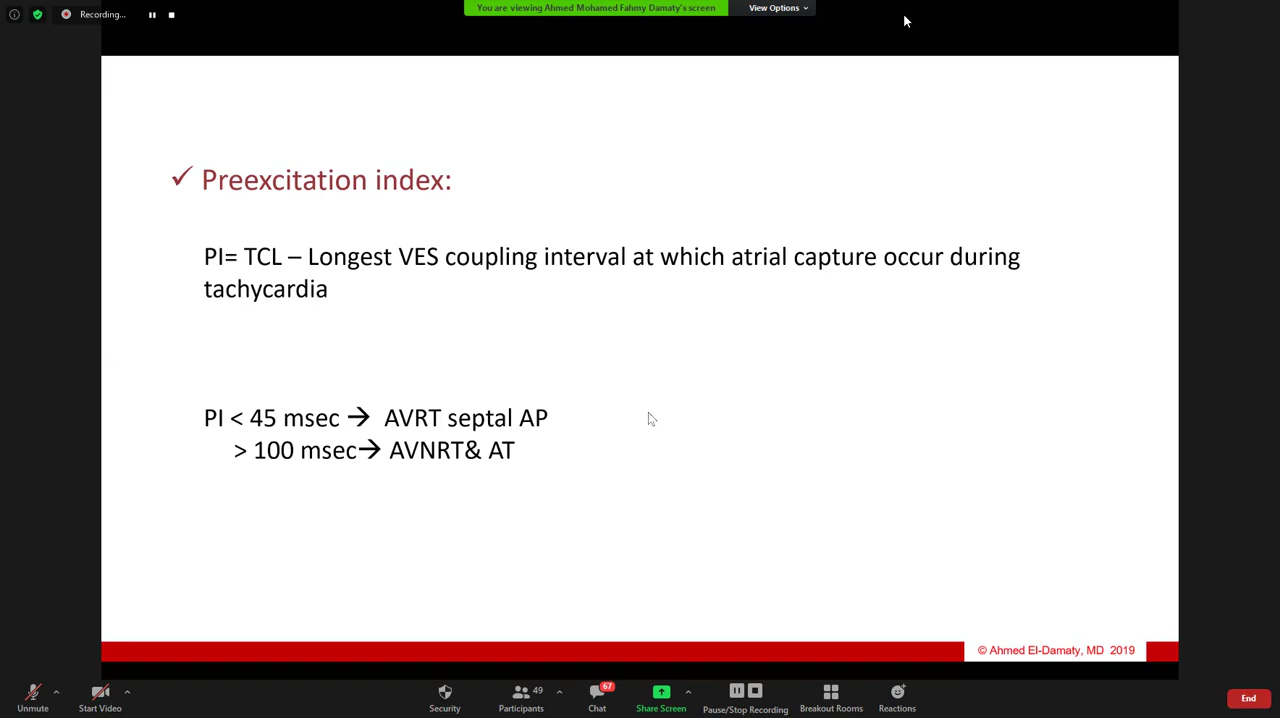 Recording...
You are viewing Ahmed Mohamed Fahmy Damaty's screen
View Options
✓ Preexcitation index:
PI= TCL – Longest VES coupling interval at which atrial capture occur during
tachycardia
PI < 45 msec → AVRT septal AP
> 100 msec→ AVNRT& AT
© Ahmed El-Damaty, MD 2019
Unmute
Start Video
Security
49
Participants
67
Chat
Share Screen
Pause/Stop Recording
Breakout Rooms
Reactions
End